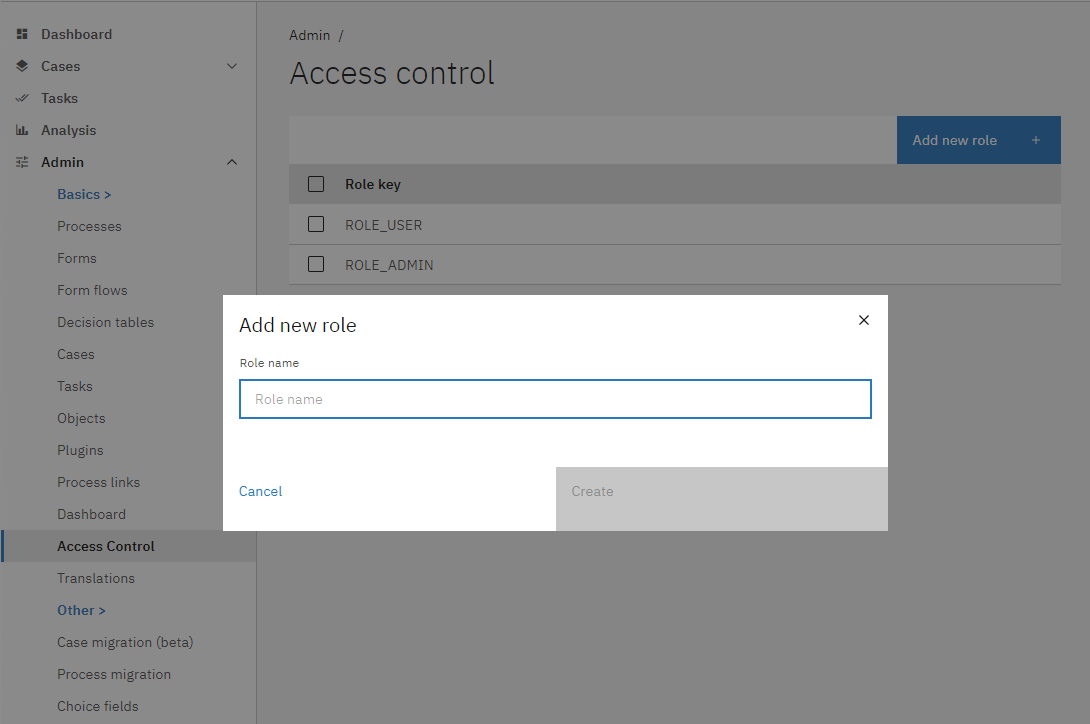 Dashboard
Cases
Tasks
Analysis
Admin
Basics >
Processes
Forms
Form flows
Decision tables
Cases
Tasks
Objects
Plugins
Process links
Dashboard
Access Control
Translations
Other >
Case migration (beta)
Process migration
Choice fields
Admin /
Access control
Add new role +
Role key
ROLE_USER
ROLE_ADMIN
Add new role
Role name
Role name
Cancel
Create